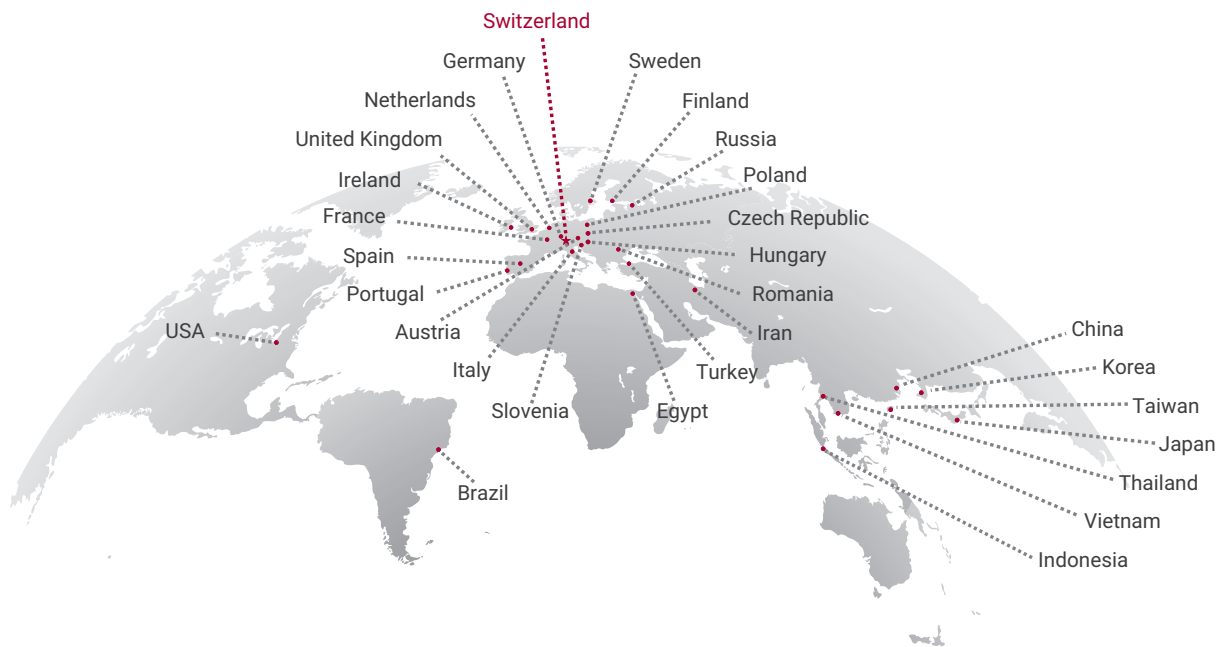 Switzerland
Germany
Sweden
Netherlands
Finland
United Kingdom
Russia
Ireland
Poland
France
Czech Republic
Spain
Hungary
Portugal
Romania
USA
Austria
Iran
China
Italy
Turkey
Korea
Slovenia
Egypt
Taiwan
Japan
Brazil
Thailand
Vietnam
Indonesia